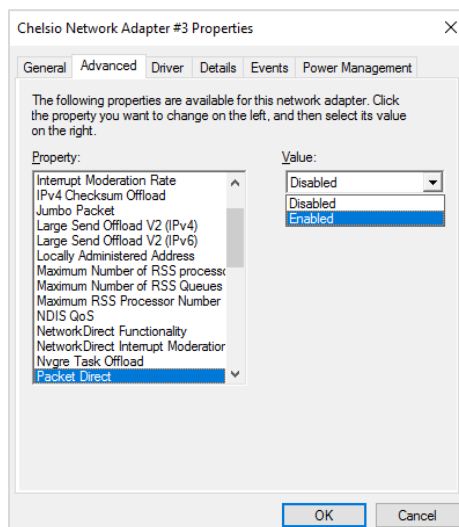 Chelsio Network Adapter #3 Properties
General Advanced Driver Details Events Power Management
The following properties are available for this network adapter. Click
the property you want to change on the left, and then select its value
on the right.
Property:
Value:
Interrupt Moderation Rate
IPv4 Checksum Offload
Jumbo Packet
Large Send Offload V2 (IPv4)
Large Send Offload V2 (IPv6)
Locally Administered Address
Maximum Number of RSS processo
Maximum Number of RSS Queues
Maximum RSS Processor Number
NDIS QoS
NetworkDirect Functionality
NetworkDirect Interrupt Moderation
Nvgre Task Offload
Packet Direct
Disabled
Disabled
Enabled
OK Cancel